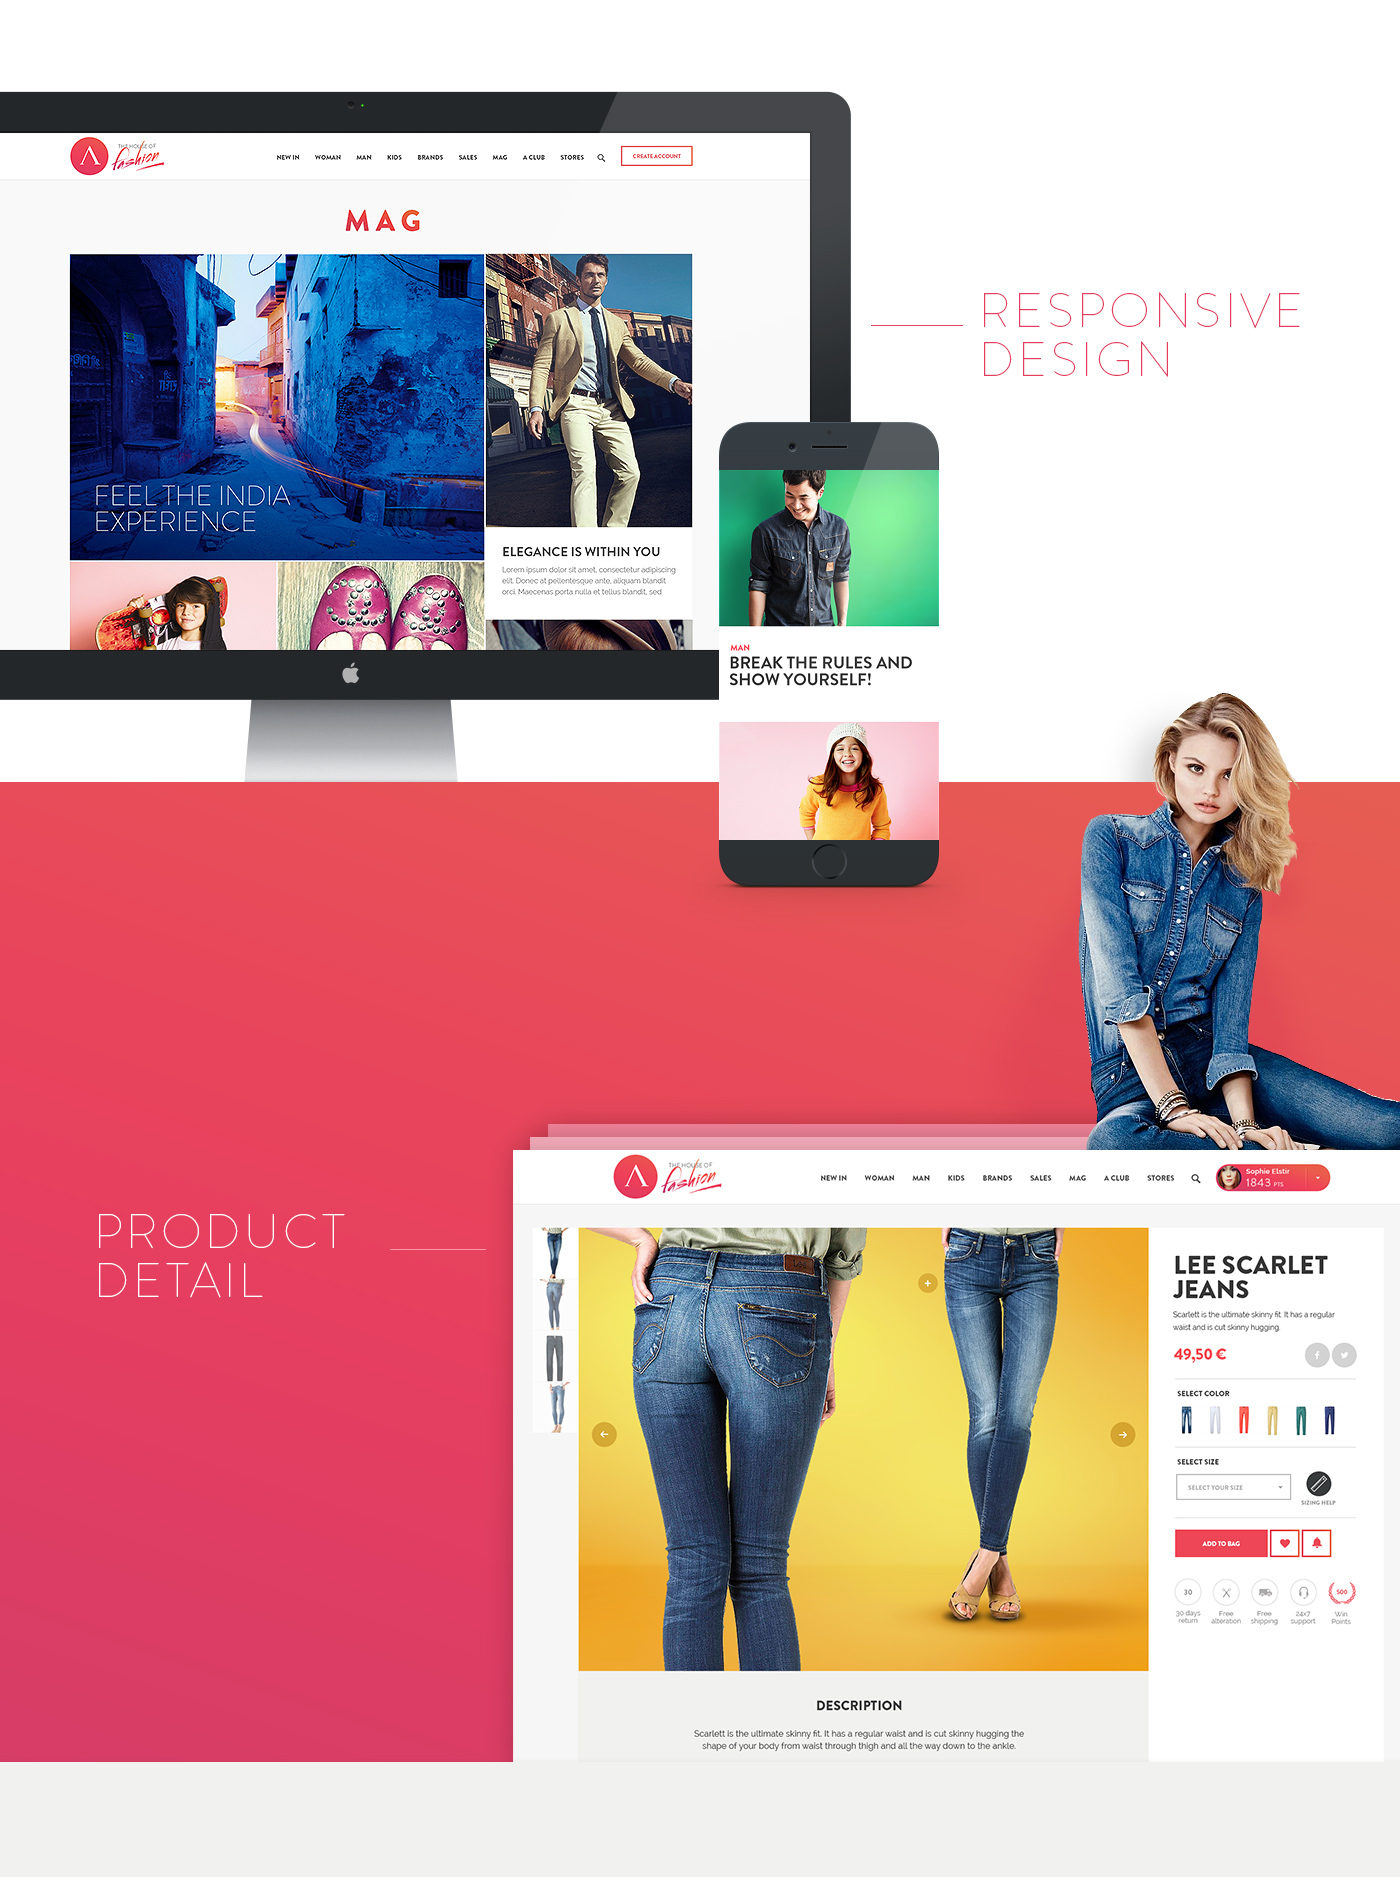 THE HOUSE OF
fashion
NEW IN WOMAN MAN KIDS BRANDS SALES MAG A CLUB STORES
CREATE ACCOUNT
MAG
FEEL THE INDIA
EXPERIENCE
ELEGANCE IS WITHIN YOU
Lorem ipsum dolor sit amet, consectetur adipiscing
elit. Donec at pellentesque ante, aliquam blandit
orci. Maecenas porta nulla et tellus blandit, sed
RESPONSIVE
DESIGN
MAN
BREAK THE RULES AND
SHOW YOURSELF!
PRODUCT
DETAIL
THE HOUSE OF
fashion
NEW IN WOMAN MAN KIDS BRANDS SALES MAG A CLUB STORES
Sophie Elstir
1843 PTS
LEE SCARLET
JEANS
Scarlett is the ultimate skinny fit. It has a regular
waist and is cut skinny hugging.
49,50 €
SELECT COLOR
SELECT SIZE
SELECT YOUR SIZE
SIZING HELP
ADD TO BAG
30
500
30 days
return
Free
alteration
Free
shipping
24x7
support
Win
Points
DESCRIPTION
Scarlett is the ultimate skinny fit. It has a regular waist and is cut skinny hugging the
shape of your body from waist through thigh and all the way down to the ankle.